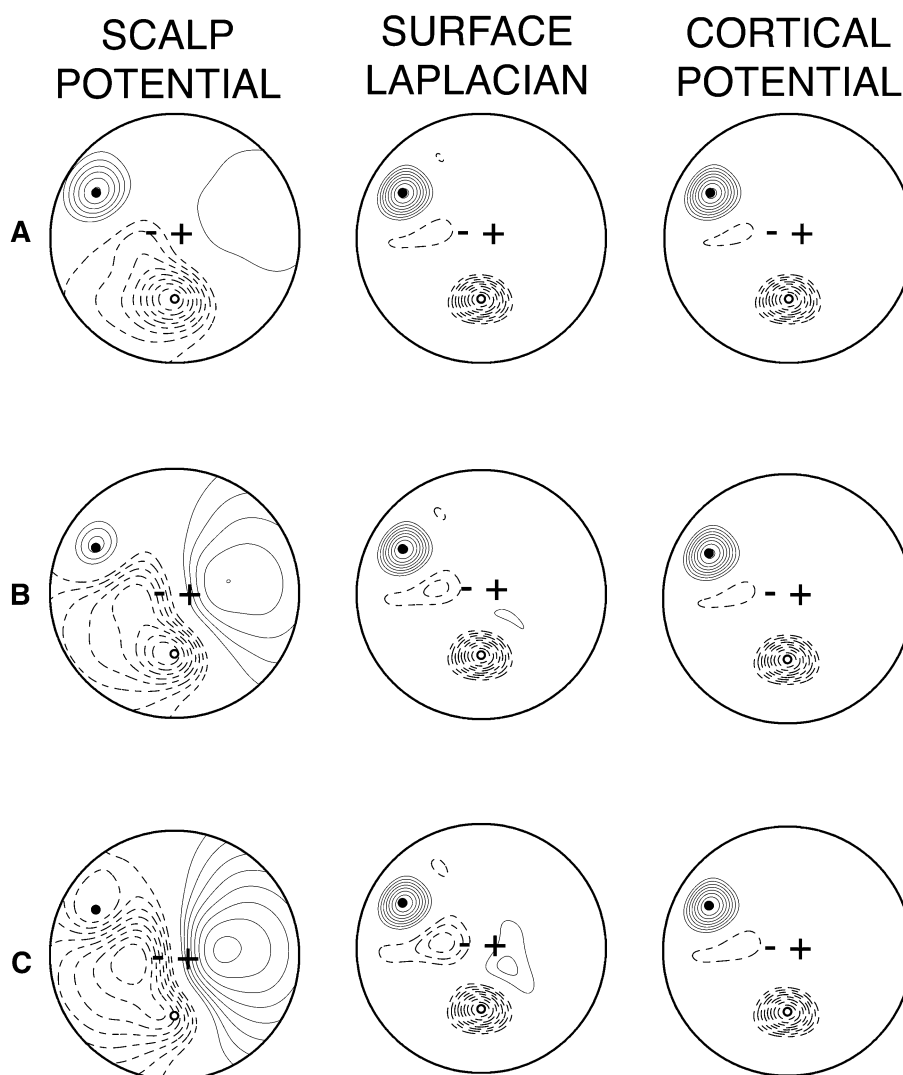 SCALP POTENTIAL
SURFACE LAPLACIAN
CORTICAL POTENTIAL
A
- +
- +
- +
B
- +
- +
- +
C
- +
- +
- +